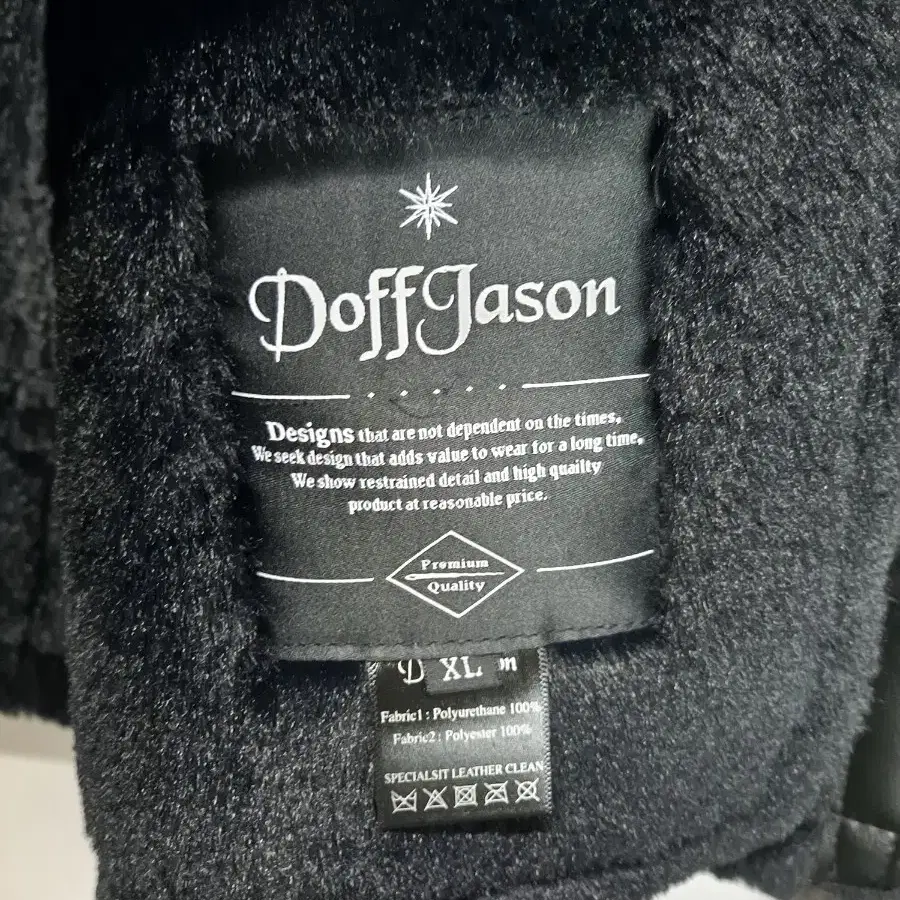 Doff Jason
Designs that are not dependent on the times,
We seek design that adds value to wear for a long time,
We show restrained detail and high quailty
product at reasonable price.
Premium
Quality
D XL m
Fabric1 : Polyurethane 100%
Fabric2 : Polyester 100%
SPECIALSIT LEATHER CLEAN